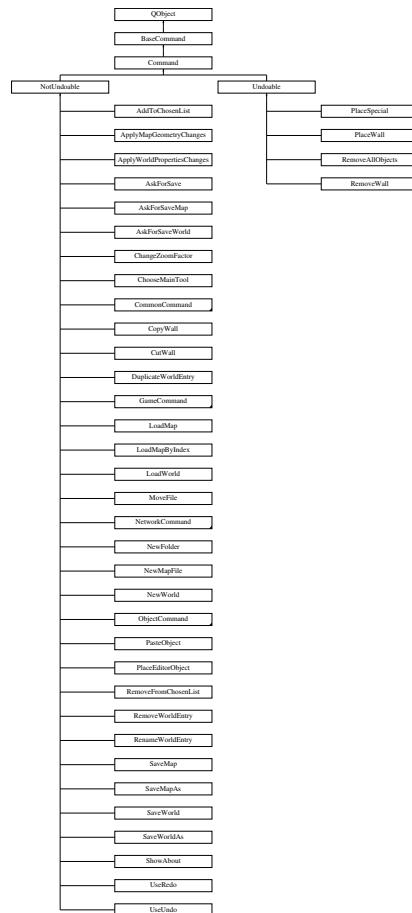 QObject
BaseCommand
Command
NotUndoable
Undoable
AddToChosenList
ApplyMapGeometryChanges
ApplyWorldPropertiesChanges
AskForSave
AskForSaveMap
AskForSaveWorld
ChangeZoomFactor
ChooseMainTool
CommonCommand
CopyWall
CutWall
DuplicateWorldEntry
GameCommand
LoadMap
LoadMapByIndex
LoadWorld
MoveFile
NetworkCommand
NewFolder
NewMapFile
NewWorld
ObjectCommand
PasteObject
PlaceEditorObject
RemoveFromChosenList
RemoveWorldEntry
RenameWorldEntry
SaveMap
SaveMapAs
SaveWorld
SaveWorldAs
ShowAbout
UseRedo
UseUndo
PlaceSpecial
PlaceWall
RemoveAllObjects
RemoveWall